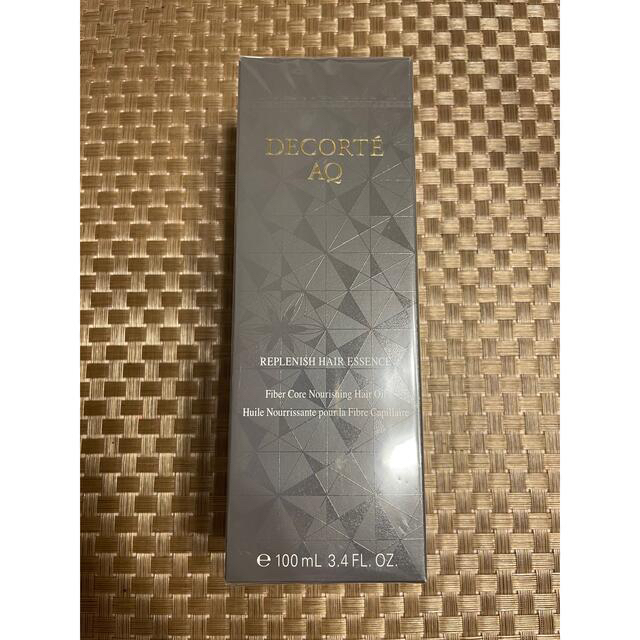 DECORTÉ
AQ
REPLENISH HAIR ESSENCE
Fiber Core Nourishing Hair Oil
Huile Nourrissante pour la Fibre Capillaire
℮ 100 mL 3.4 FL. OZ.